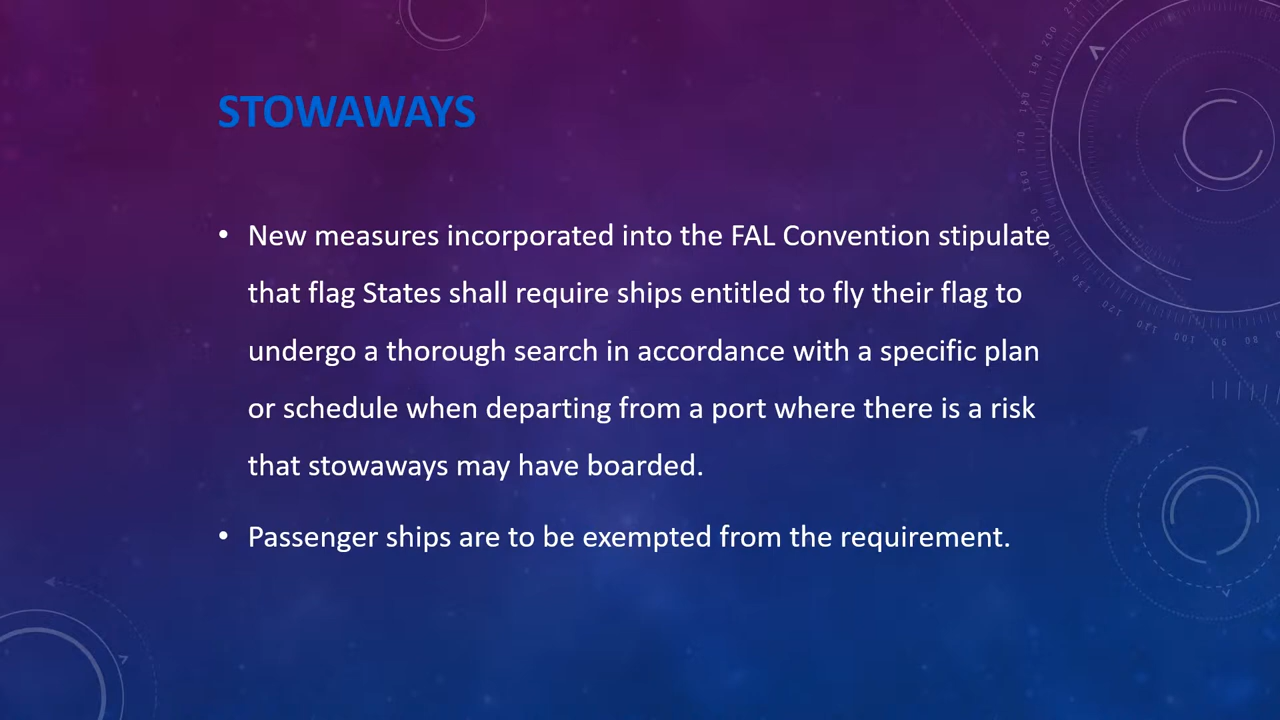 STOWAWAYS
• New measures incorporated into the FAL Convention stipulate
that flag States shall require ships entitled to fly their flag to
undergo a thorough search in accordance with a specific plan
or schedule when departing from a port where there is a risk
that stowaways may have boarded.
• Passenger ships are to be exempted from the requirement.